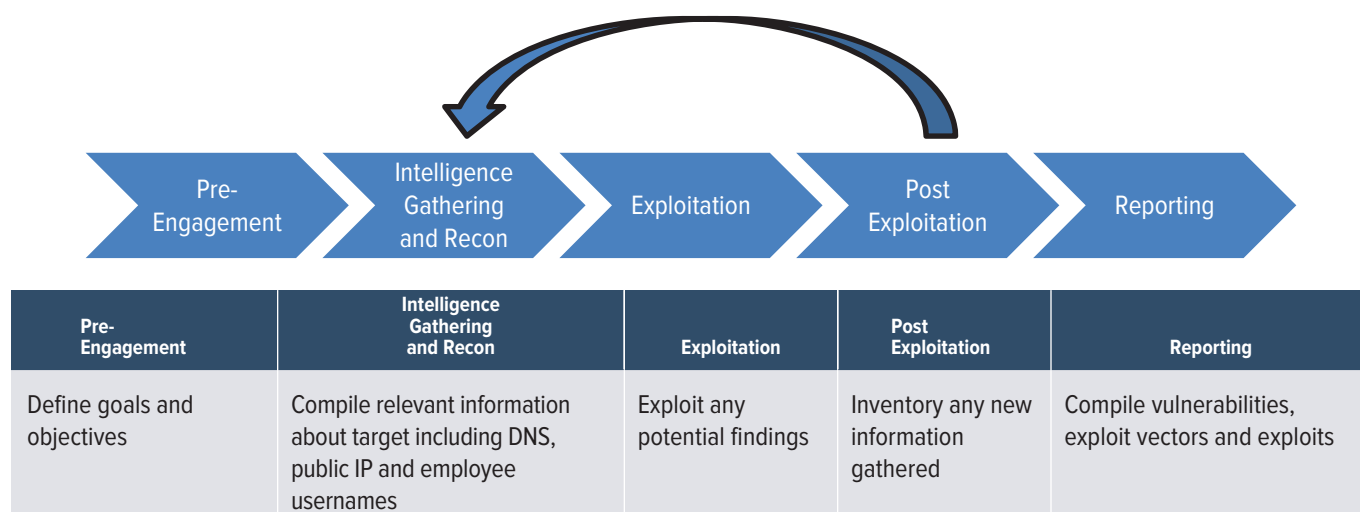 Pre-
Engagement
Intelligence
Gathering
and Recon
Exploitation
Post
Exploitation
Reporting
Pre-
Engagement
Intelligence
Gathering
and Recon
Exploitation
Post
Exploitation
Reporting
Define goals and
objectives
Compile relevant information
about target including DNS,
public IP and employee
usernames
Exploit any
potential findings
Inventory any new
information
gathered
Compile vulnerabilities,
exploit vectors and exploits